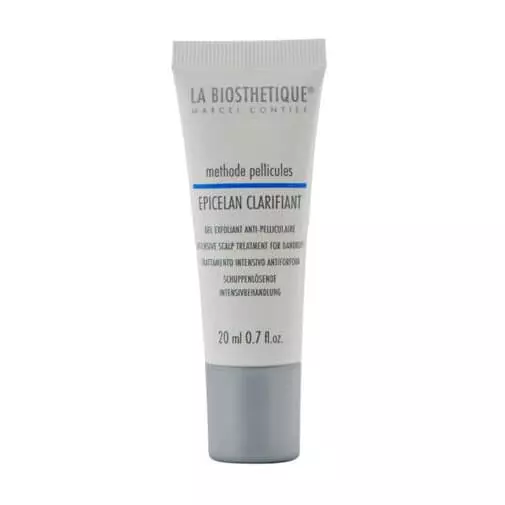 LA BIOSTHETIQUE®
MARCEL CONTIER
methode pellicules
EPICELAN CLARIFIANT
GEL EXFOLIANT ANTI-PELLICULAIRE
INTENSIVE SCALP TREATMENT FOR DANDRUFF
TRATTAMENTO INTENSIVO ANTIFORFORA
SCHUPPENLÖSENDE
INTENSIVBEHANDLUNG
20 ml 0.7 fl.oz.